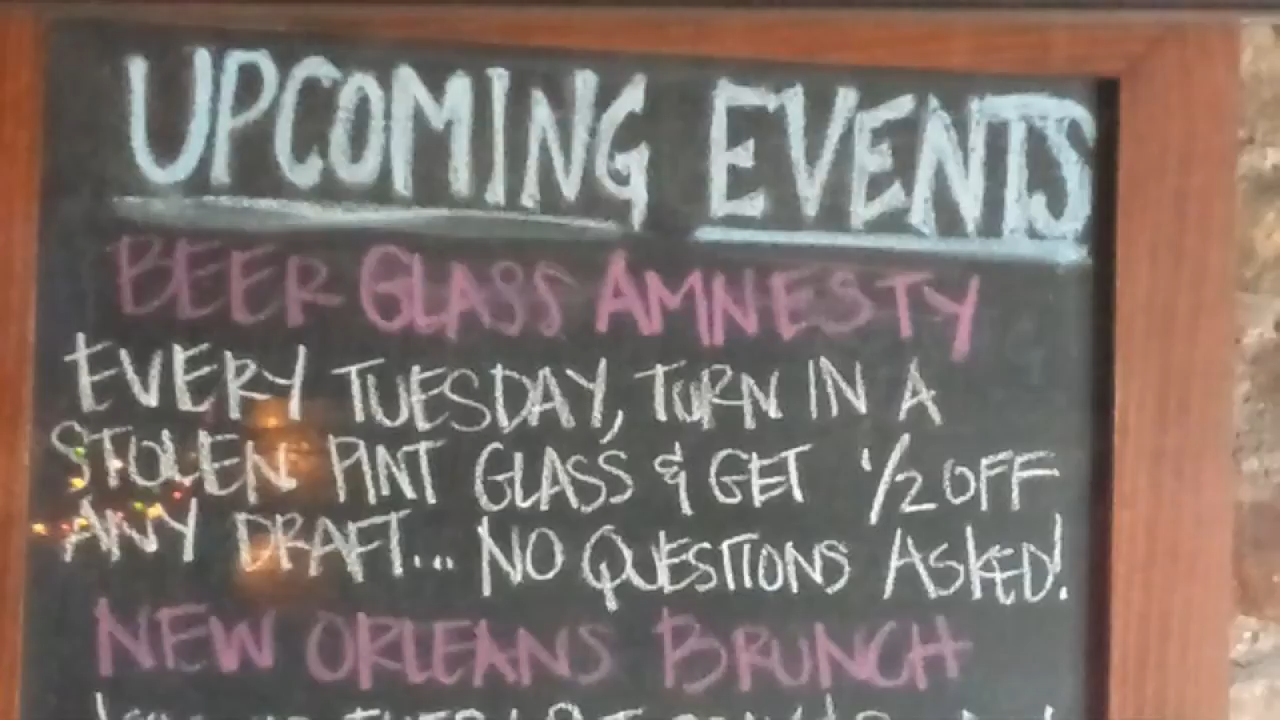 UPCOMING EVENTS
BEER GLASS AMNESTY
EVERY TUESDAY, TURN IN A
STOLEN PINT GLASS & GET 1/2 OFF
ANY DRAFT... NO QUESTIONS ASKED!
NEW ORLEANS BRUNCH